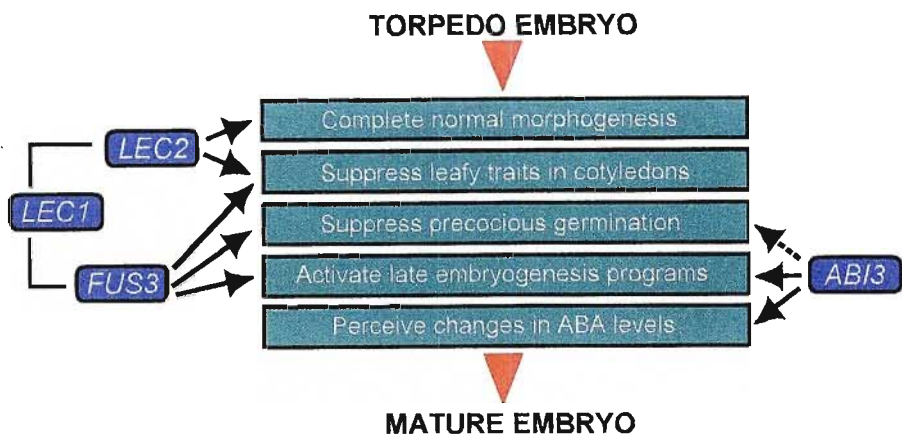 TORPEDO EMBRYO
Complete normal morphogenesis
LEC2
Suppress leafy traits in cotyledons
LEC1
Suppress precocious germination
FUS3
Activate late embryogenesis programs
ABI3
Perceive changes in ABA levels
MATURE EMBRYO